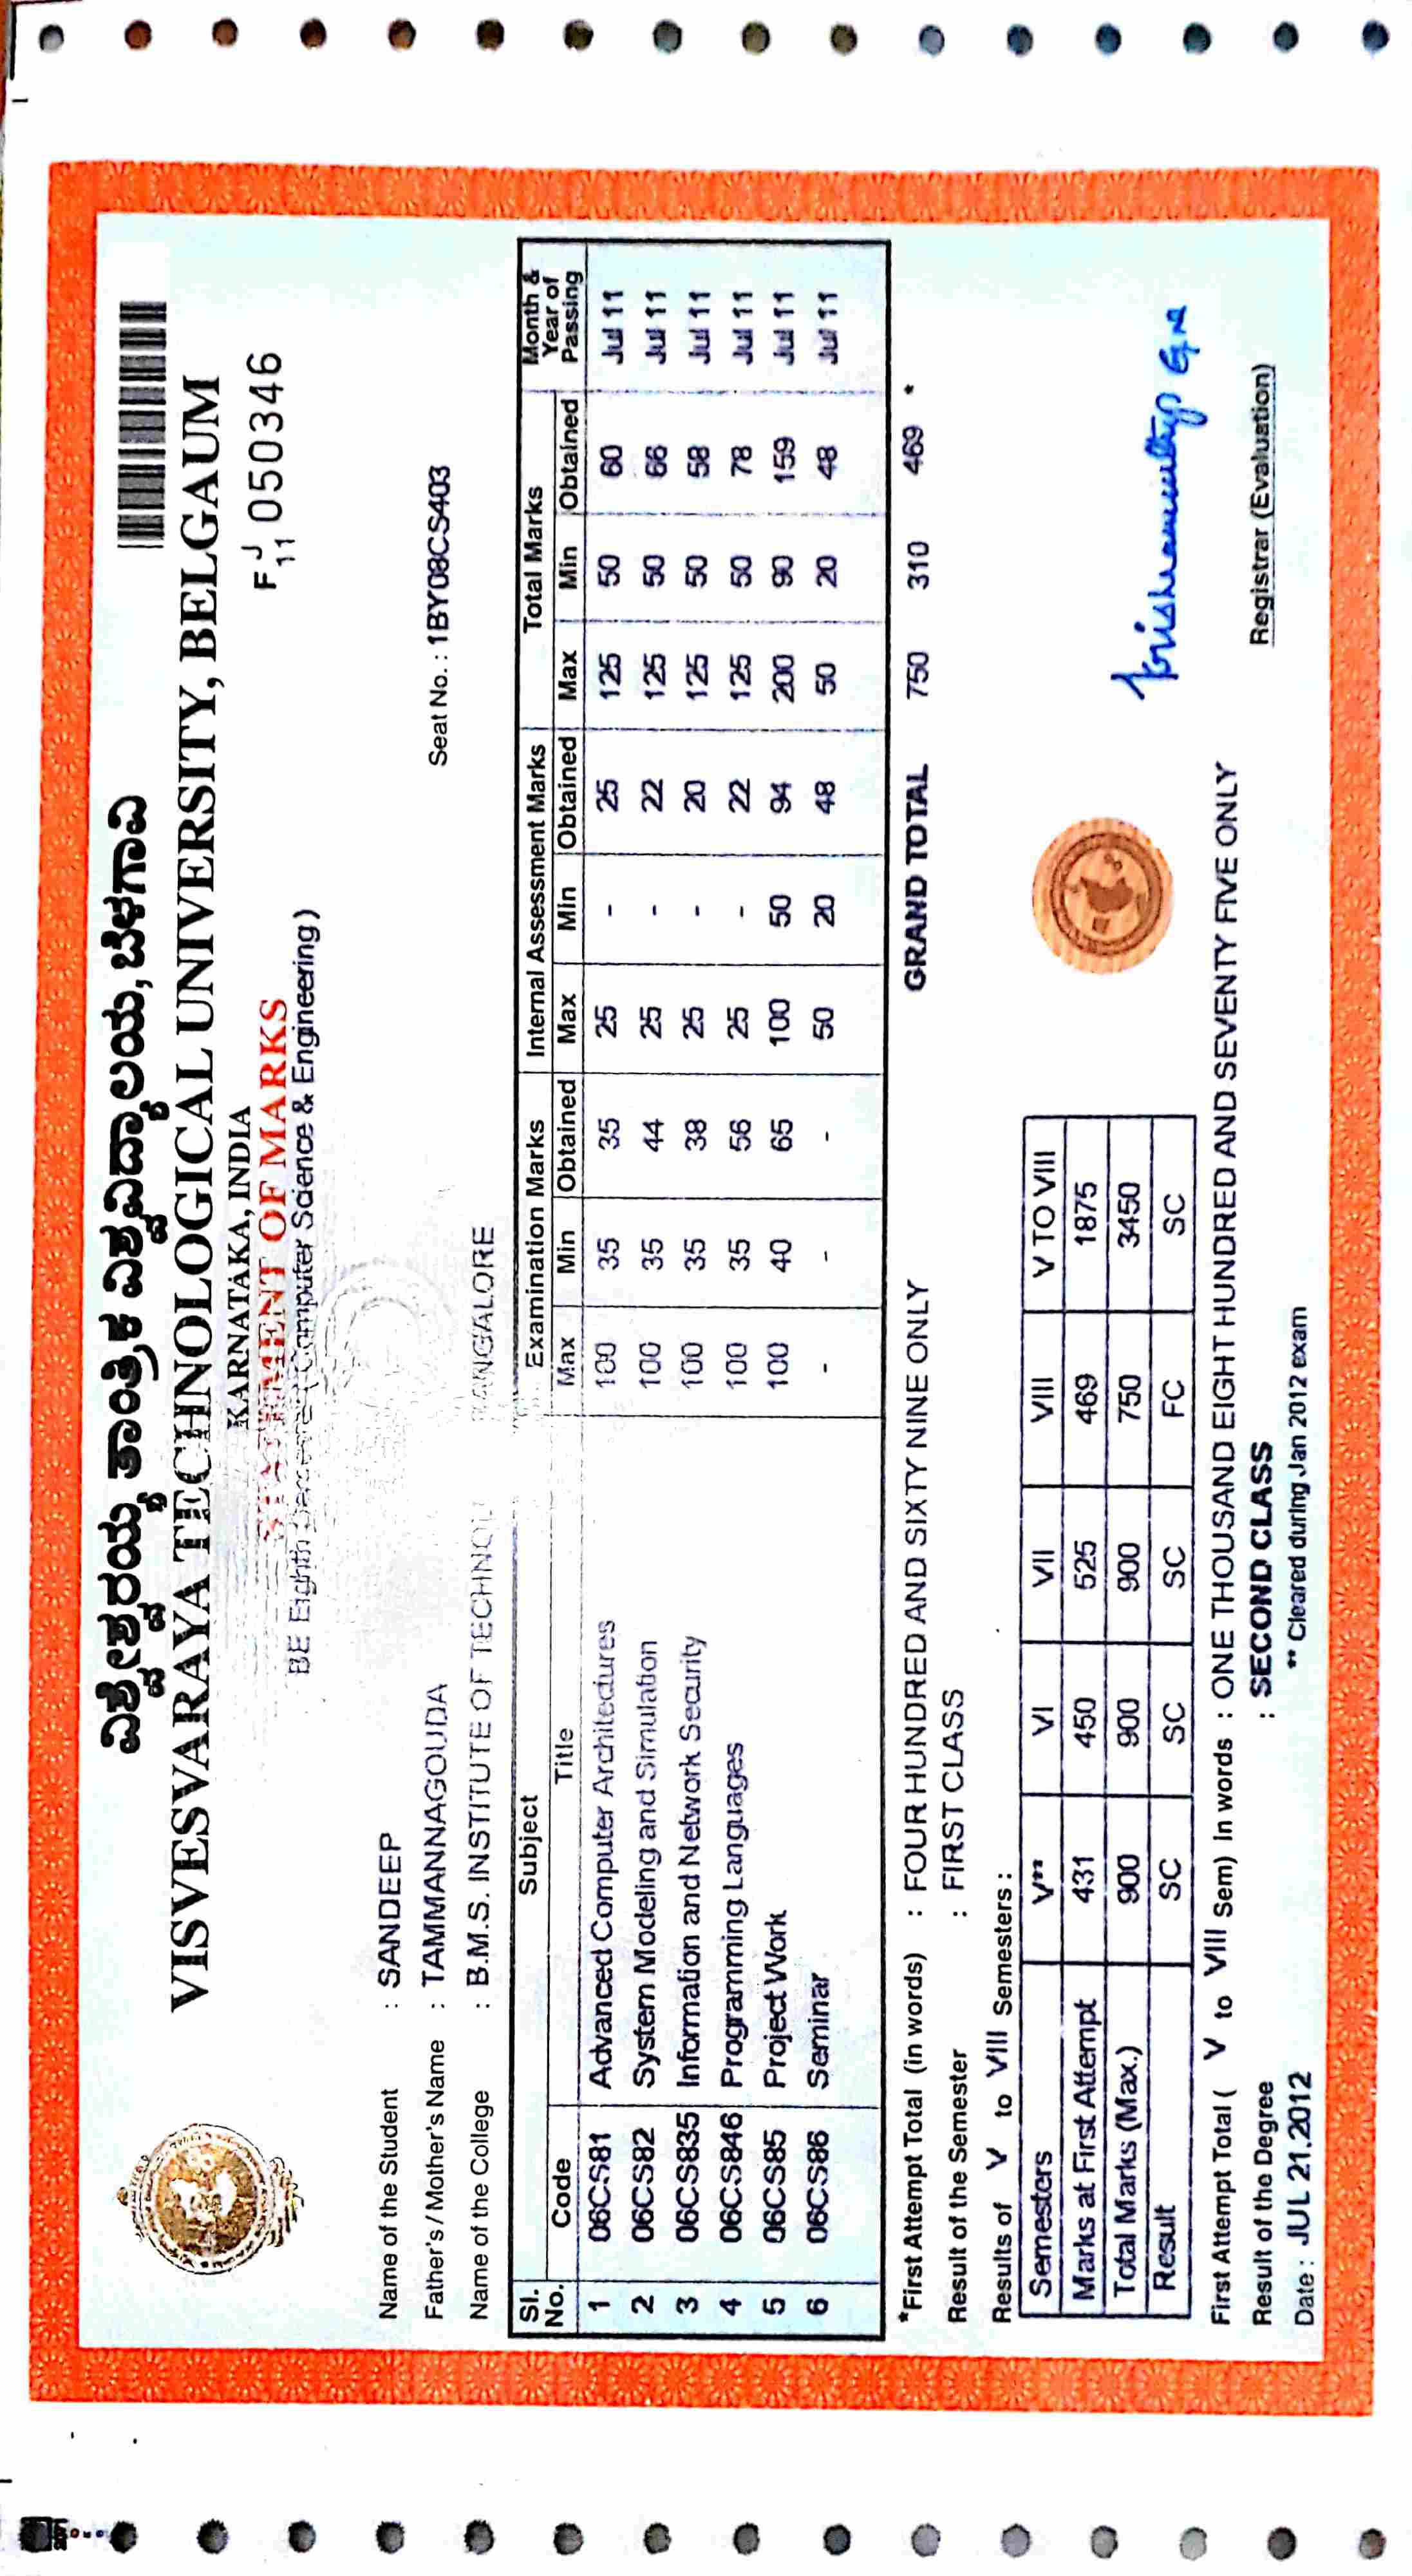 ವಿಶ್ವೇಶ್ವರಯ್ಯ ತಾಂತ್ರಿಕ ವಿಶ್ವವಿದ್ಯಾಲಯ, ಬೆಳಗಾವಿ
VISVESVARAYA TECHNOLOGICAL UNIVERSITY, BELGAUM
KARNATAKA, INDIA
F J 11 050346
STATEMENT OF MARKS
BE Eighth Semester (Computer Science & Engineering)
Name of the Student : SANDEEP
Father's / Mother's Name : TAMMANNAGOUDA Seat No. : 1BY08CS403
Name of the College : B.M.S. INSTITUTE OF TECHNOL BANGALORE
Sl. No. Subject Examination Marks Internal Assessment Marks Total Marks Month & Year of Passing
Code Title Max Min Obtained Max Min Obtained Max Min Obtained
1 06CS81 Advanced Computer Architectures 100 35 35 25 - 25 125 50 60 Jul 11
2 06CS82 System Modeling and Simulation 100 35 44 25 - 22 125 50 66 Jul 11
3 06CS835 Information and Network Security 100 35 38 25 - 20 125 50 58 Jul 11
4 06CS846 Programming Languages 100 35 56 25 - 22 125 50 78 Jul 11
5 06CS85 Project Work 100 40 65 100 50 94 200 90 159 Jul 11
6 06CS86 Seminar - - - 50 20 48 50 20 48 Jul 11
GRAND TOTAL 750 310 469 *
*First Attempt Total (in words) : FOUR HUNDRED AND SIXTY NINE ONLY
Result of the Semester : FIRST CLASS
Results of V to VIII Semesters :
Semesters V** VI VII VIII V TO VIII
Marks at First Attempt 431 450 525 469 1875
Total Marks (Max.) 900 900 900 750 3450
Result SC SC SC FC SC
First Attempt Total ( V to VIII Sem) In words : ONE THOUSAND EIGHT HUNDRED AND SEVENTY FIVE ONLY
Result of the Degree : SECOND CLASS
Registrar (Evaluation)
Date : JUL 21.2012 ** Cleared during Jan 2012 exam